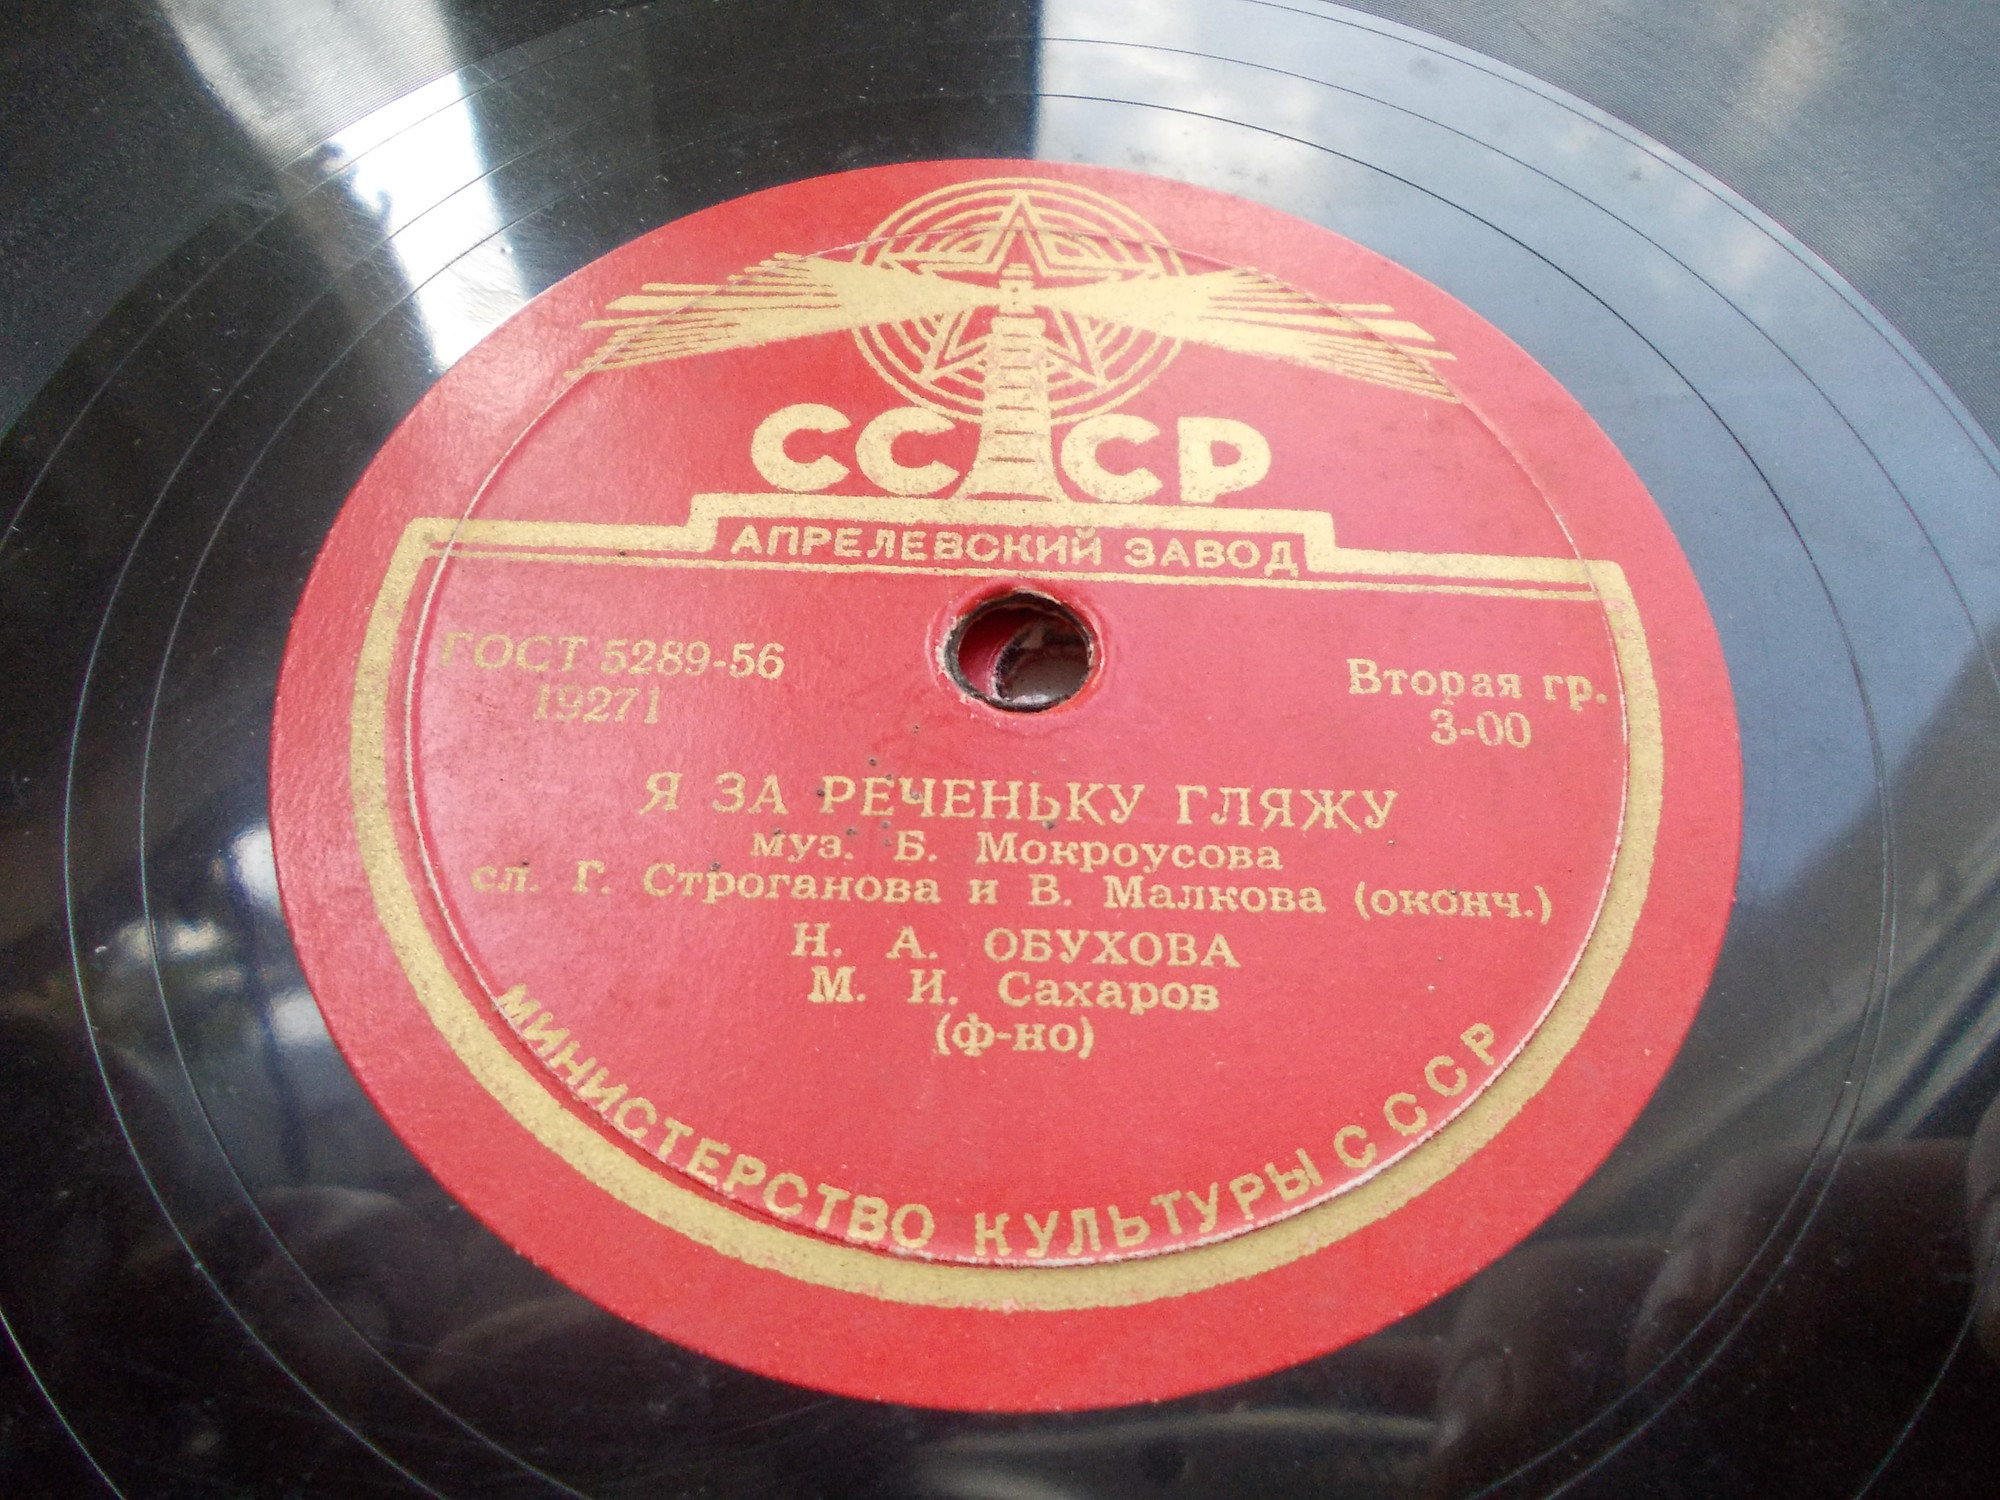 СССР
АПРЕЛЕВСКИЙ ЗАВОД
ГОСТ 5289-56
19271
Вторая гр.
3-00
Я ЗА РЕЧЕНЬКУ ГЛЯЖУ
муз. Б. Мокроусова
сл. Г. Строганова и В. Малкова (оконч.)
Н. А. ОБУХОВА
М. И. Сахаров
(ф-но)
МИНИСТЕРСТВО КУЛЬТУРЫ СССР